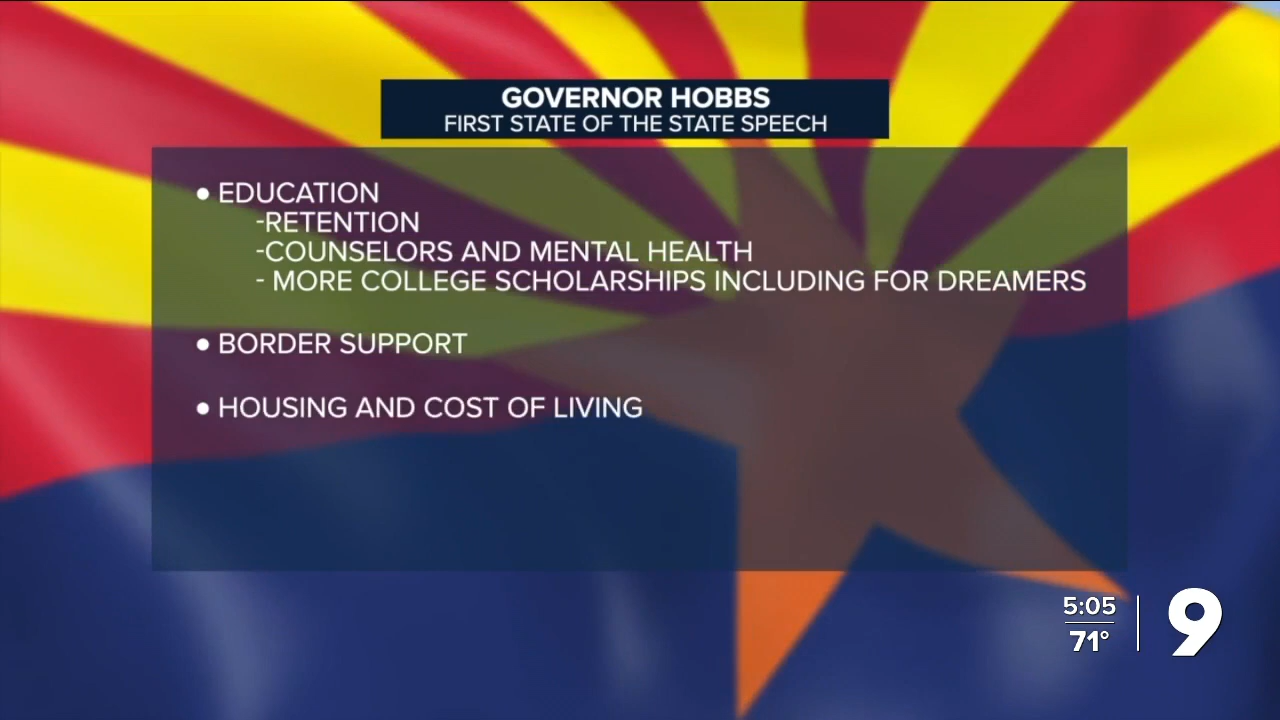 GOVERNOR HOBBS
FIRST STATE OF THE STATE SPEECH
● EDUCATION
-RETENTION
-COUNSELORS AND MENTAL HEALTH
- MORE COLLEGE SCHOLARSHIPS INCLUDING FOR DREAMERS
● BORDER SUPPORT
● HOUSING AND COST OF LIVING
5:05
71°
9